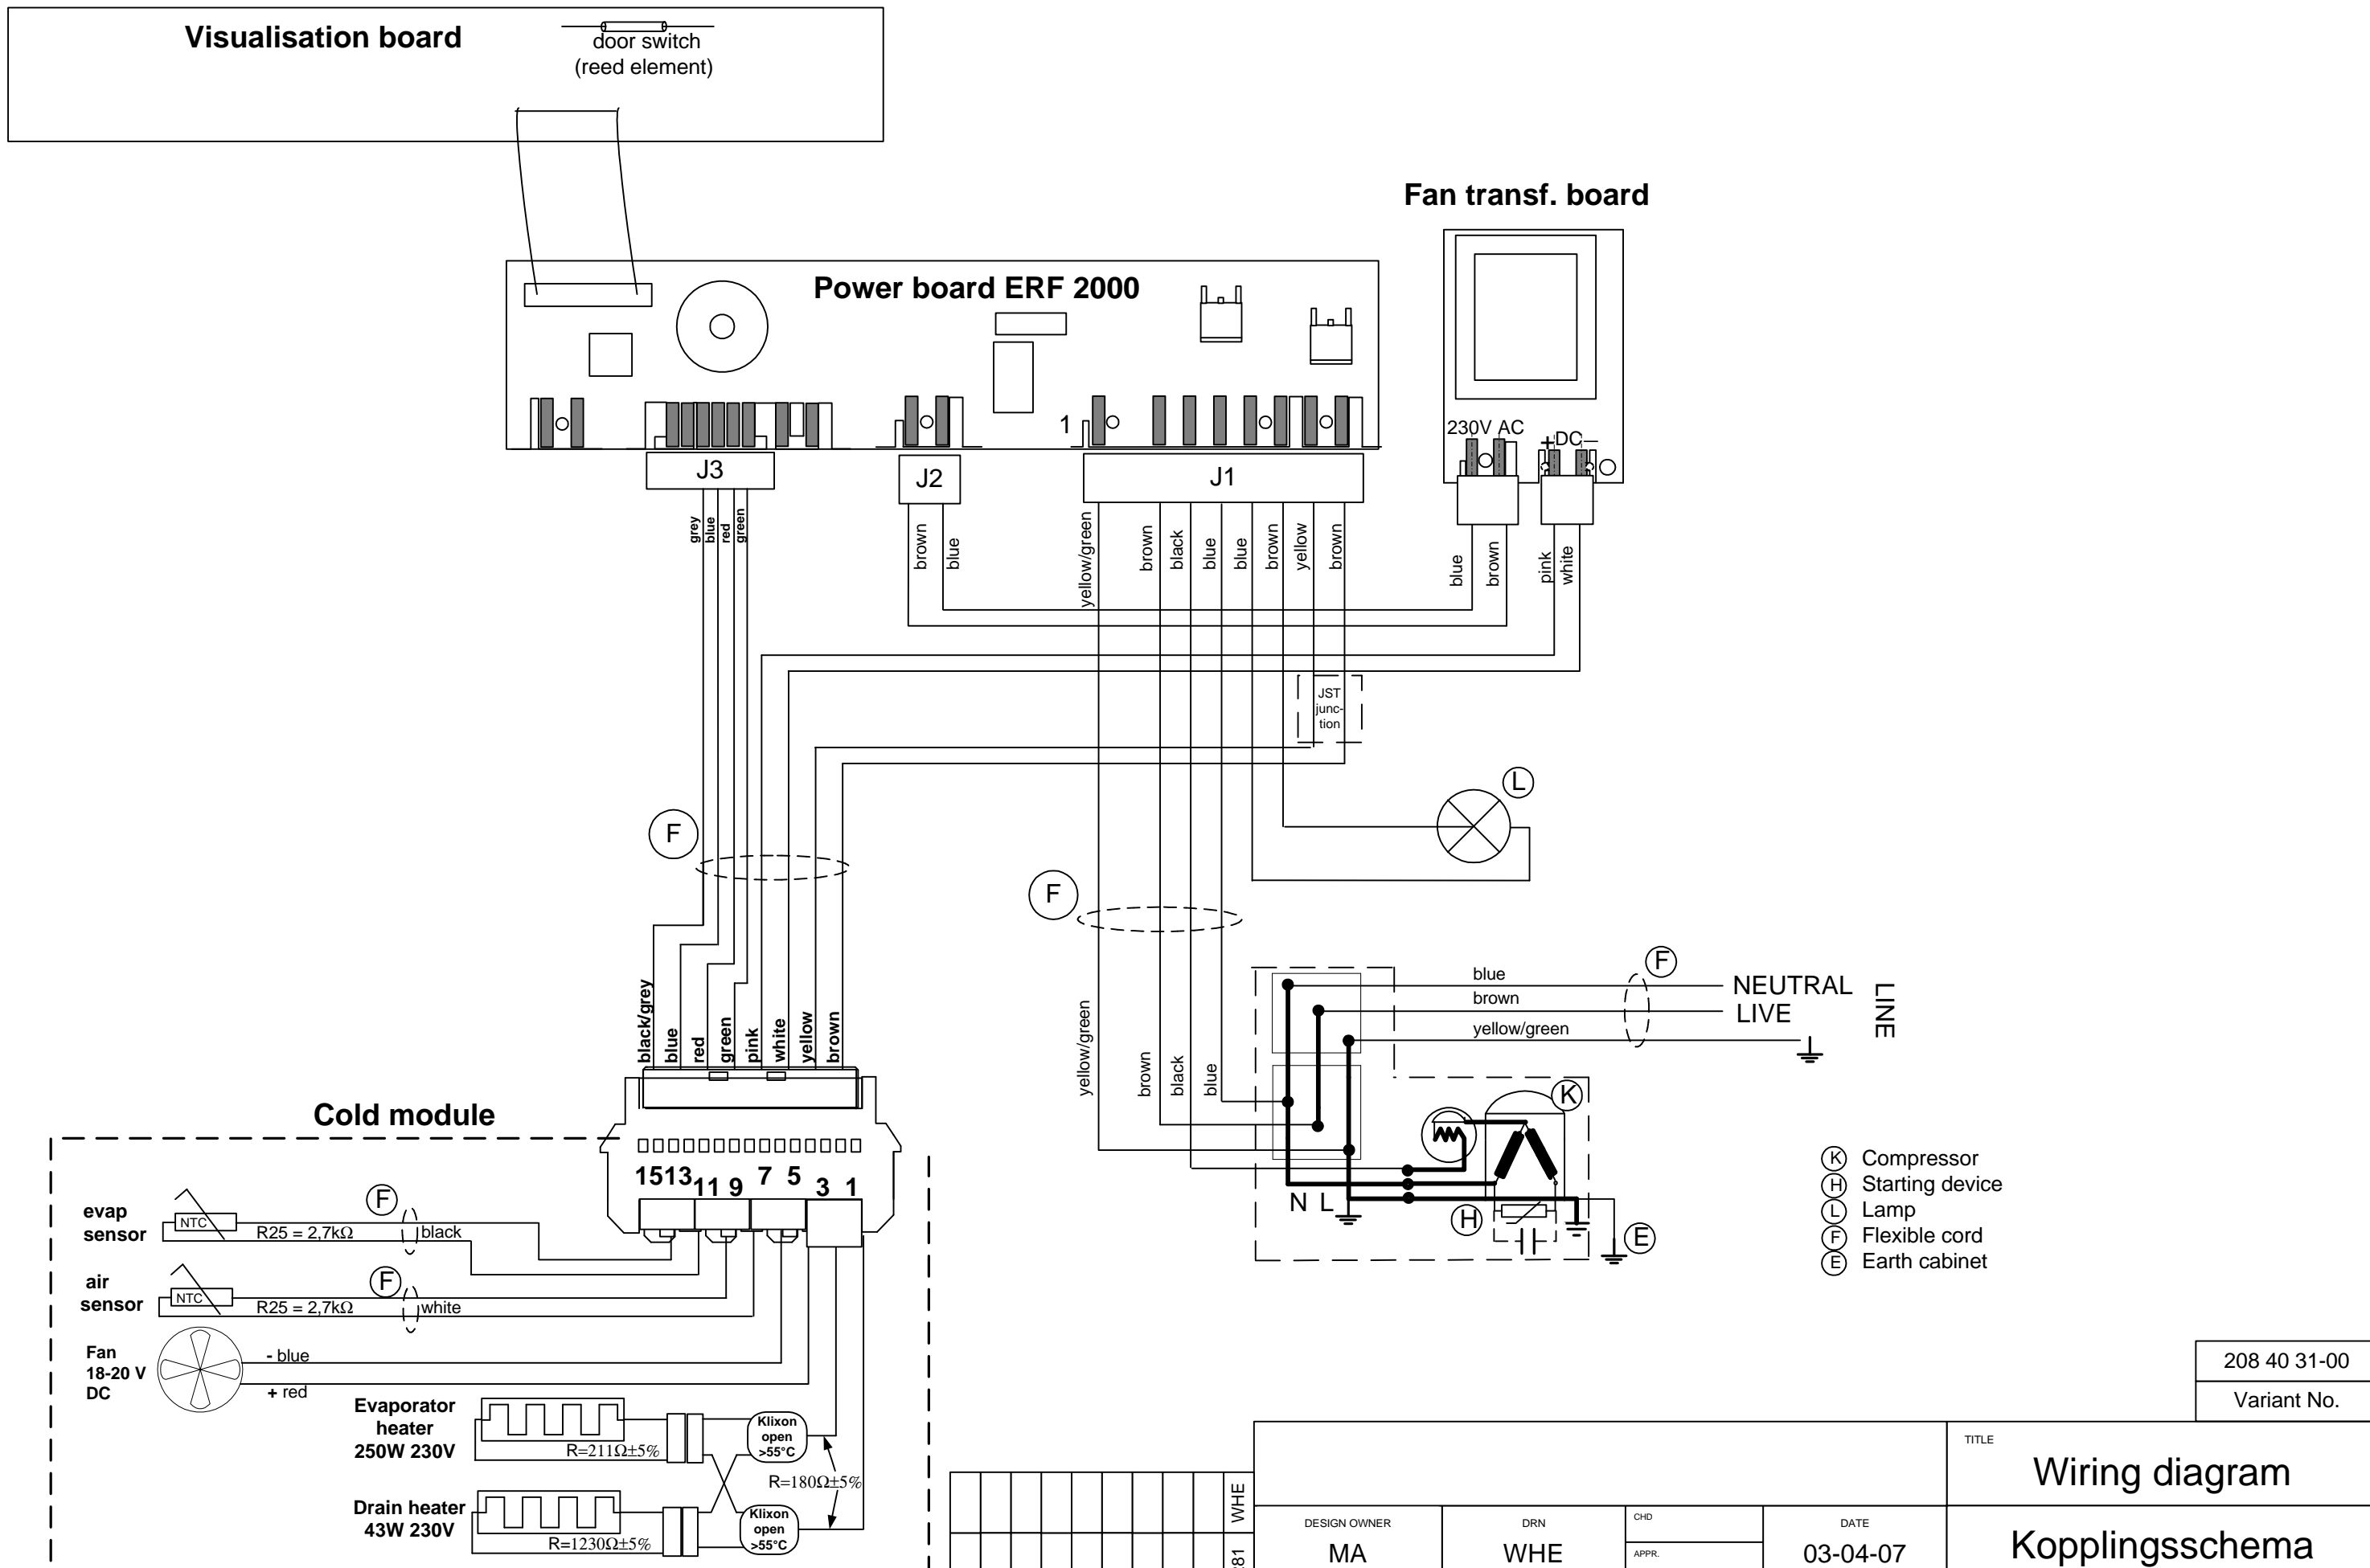 Visualisation board
door switch
(reed element)
Fan transf. board
Power board ERF 2000
1
230V AC
+DC−
J3
J2
J1
grey
blue
red
green
brown
blue
yellow/green
brown
black
blue
blue
brown
yellow
brown
blue
brown
pink
white
JST
junc-
tion
L
F
F
black/grey
blue
red
green
pink
white
yellow
brown
yellow/green
brown
black
blue
F
blue
brown
yellow/green
NEUTRAL
LIVE
LINE
K
N L
H
E
K Compressor
H Starting device
L Lamp
F Flexible cord
E Earth cabinet
Cold module
15 13 11 9 7 5 3 1
evap
sensor
NTC
R25 = 2,7kΩ
F
black
air
sensor
NTC
R25 = 2,7kΩ
F
white
Fan
18-20 V
DC
- blue
+ red
Evaporator
heater
250W 230V
R=211Ω±5%
Klixon
open
>55°C
R=180Ω±5%
Drain heater
43W 230V
R=1230Ω±5%
Klixon
open
>55°C
208 40 31-00
Variant No.
WHE
TITLE
Wiring diagram
Kopplingsschema
DESIGN OWNER
MA
DRN
WHE
CHD
APPR.
DATE
03-04-07